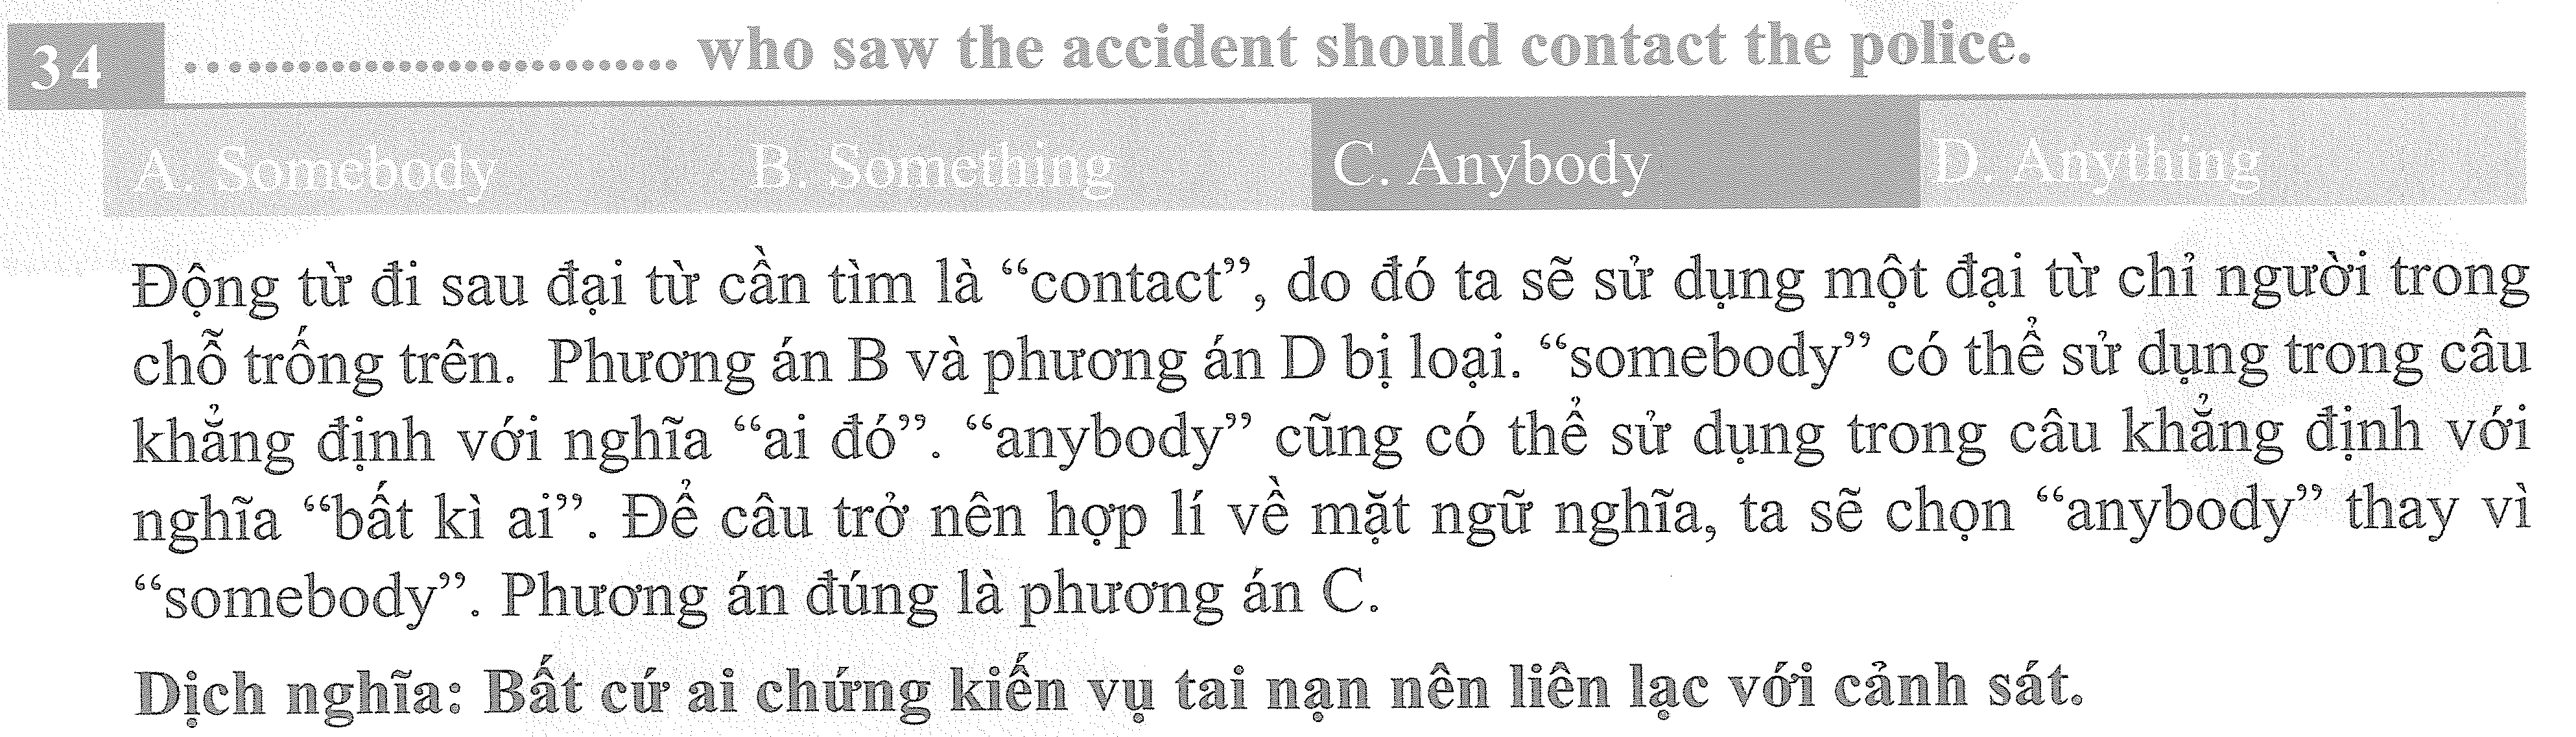 34 ............................ who saw the accident should contact the police.
A. Somebody B. Something C. Anybody D. Anything
Động từ đi sau đại từ cần tìm là “contact”, do đó ta sẽ sử dụng một đại từ chỉ người trong
chỗ trống trên. Phương án B và phương án D bị loại. “somebody” có thể sử dụng trong câu
khẳng định với nghĩa “ai đó”. “anybody” cũng có thể sử dụng trong câu khẳng định với
nghĩa “bất kì ai”. Để câu trở nên hợp lí về mặt ngữ nghĩa, ta sẽ chọn “anybody” thay vì
“somebody”. Phương án đúng là phương án C.
Dịch nghĩa: Bất cứ ai chứng kiến vụ tai nạn nên liên lạc với cảnh sát.